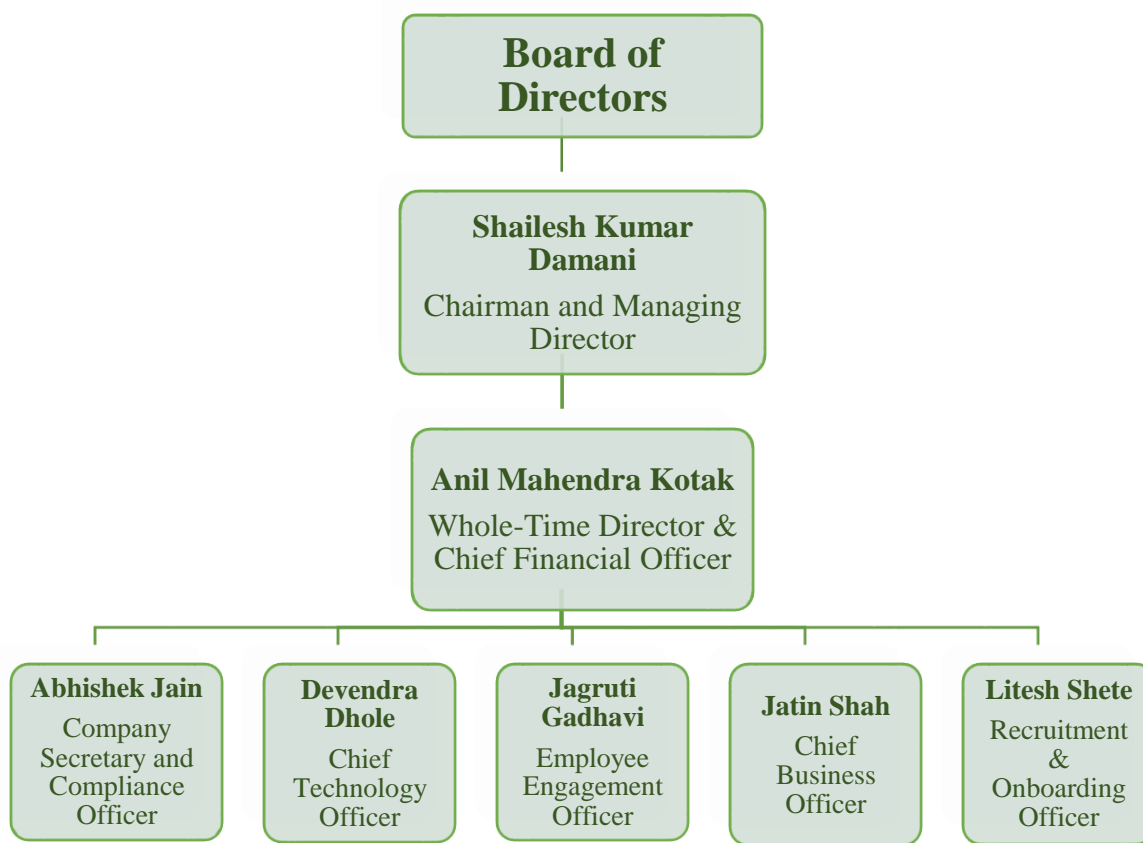 Board of
Directors
Shailesh Kumar
Damani
Chairman and Managing
Director
Anil Mahendra Kotak
Whole-Time Director &
Chief Financial Officer
Abhishek Jain
Company
Secretary and
Compliance
Officer
Devendra
Dhole
Chief
Technology
Officer
Jagruti
Gadhavi
Employee
Engagement
Officer
Jatin Shah
Chief
Business
Officer
Litesh Shete
Recruitment
&
Onboarding
Officer